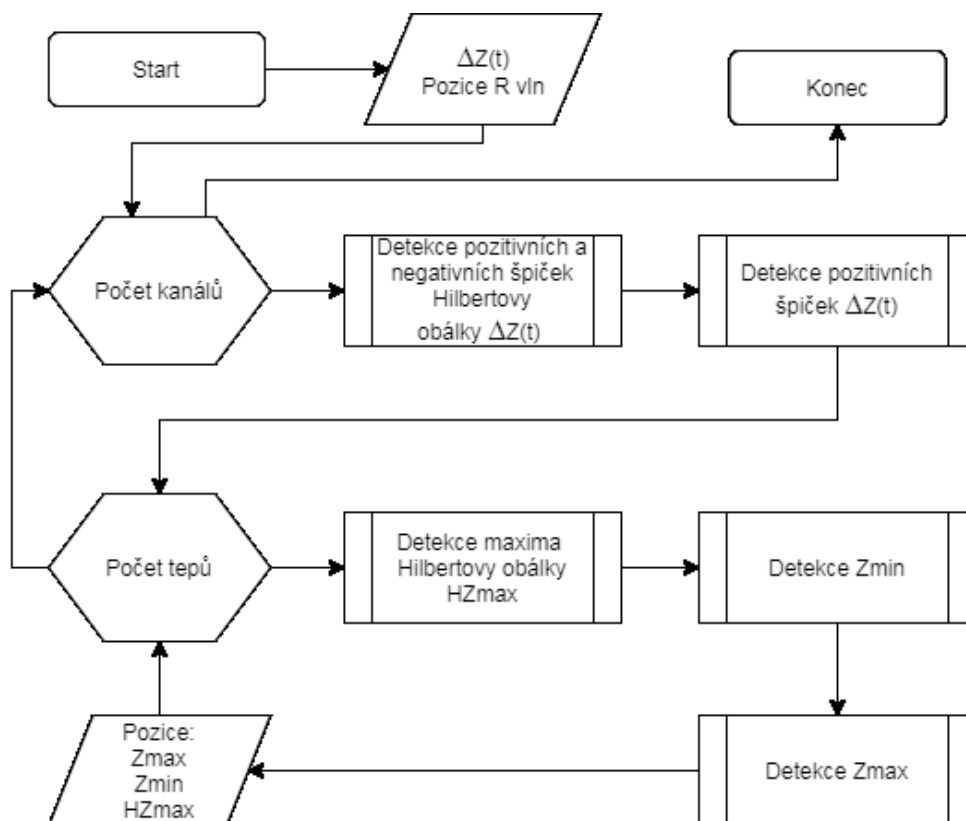 Start
ΔZ(t)
Pozice R vln
Konec
Počet kanálů
Detekce pozitivních a
negativních špiček
Hilbertovy
obálky ΔZ(t)
Detekce pozitivních
špiček ΔZ(t)
Počet tepů
Detekce maxima
Hilbertovy obálky
HZmax
Detekce Zmin
Pozice:
Zmax
Zmin
HZmax
Detekce Zmax